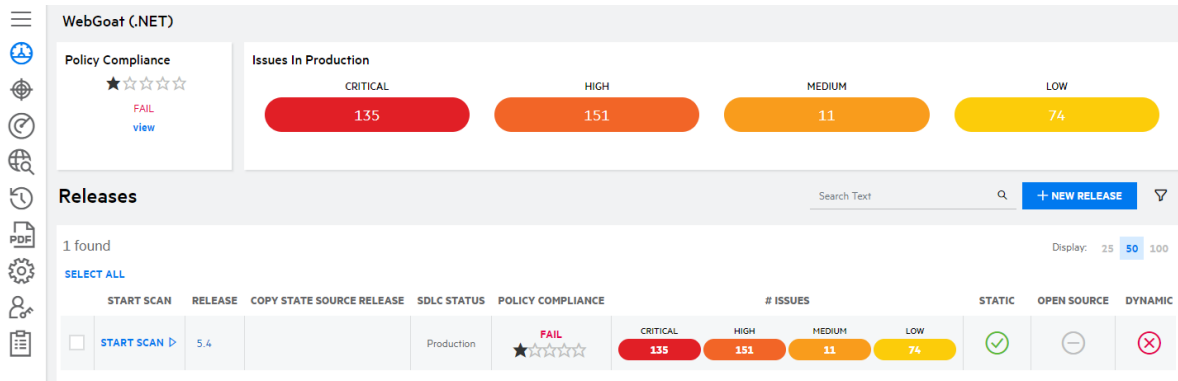 WebGoat (.NET)
Policy Compliance
FAIL
view
Issues In Production
CRITICAL HIGH MEDIUM LOW
135 151 11 74
Releases
Search Text
+ NEW RELEASE
1 found
Display: 25 50 100
SELECT ALL
START SCAN RELEASE COPY STATE SOURCE RELEASE SDLC STATUS POLICY COMPLIANCE # ISSUES STATIC OPEN SOURCE DYNAMIC
START SCAN 5.4 Production FAIL
CRITICAL HIGH MEDIUM LOW
135 151 11 74
PDF